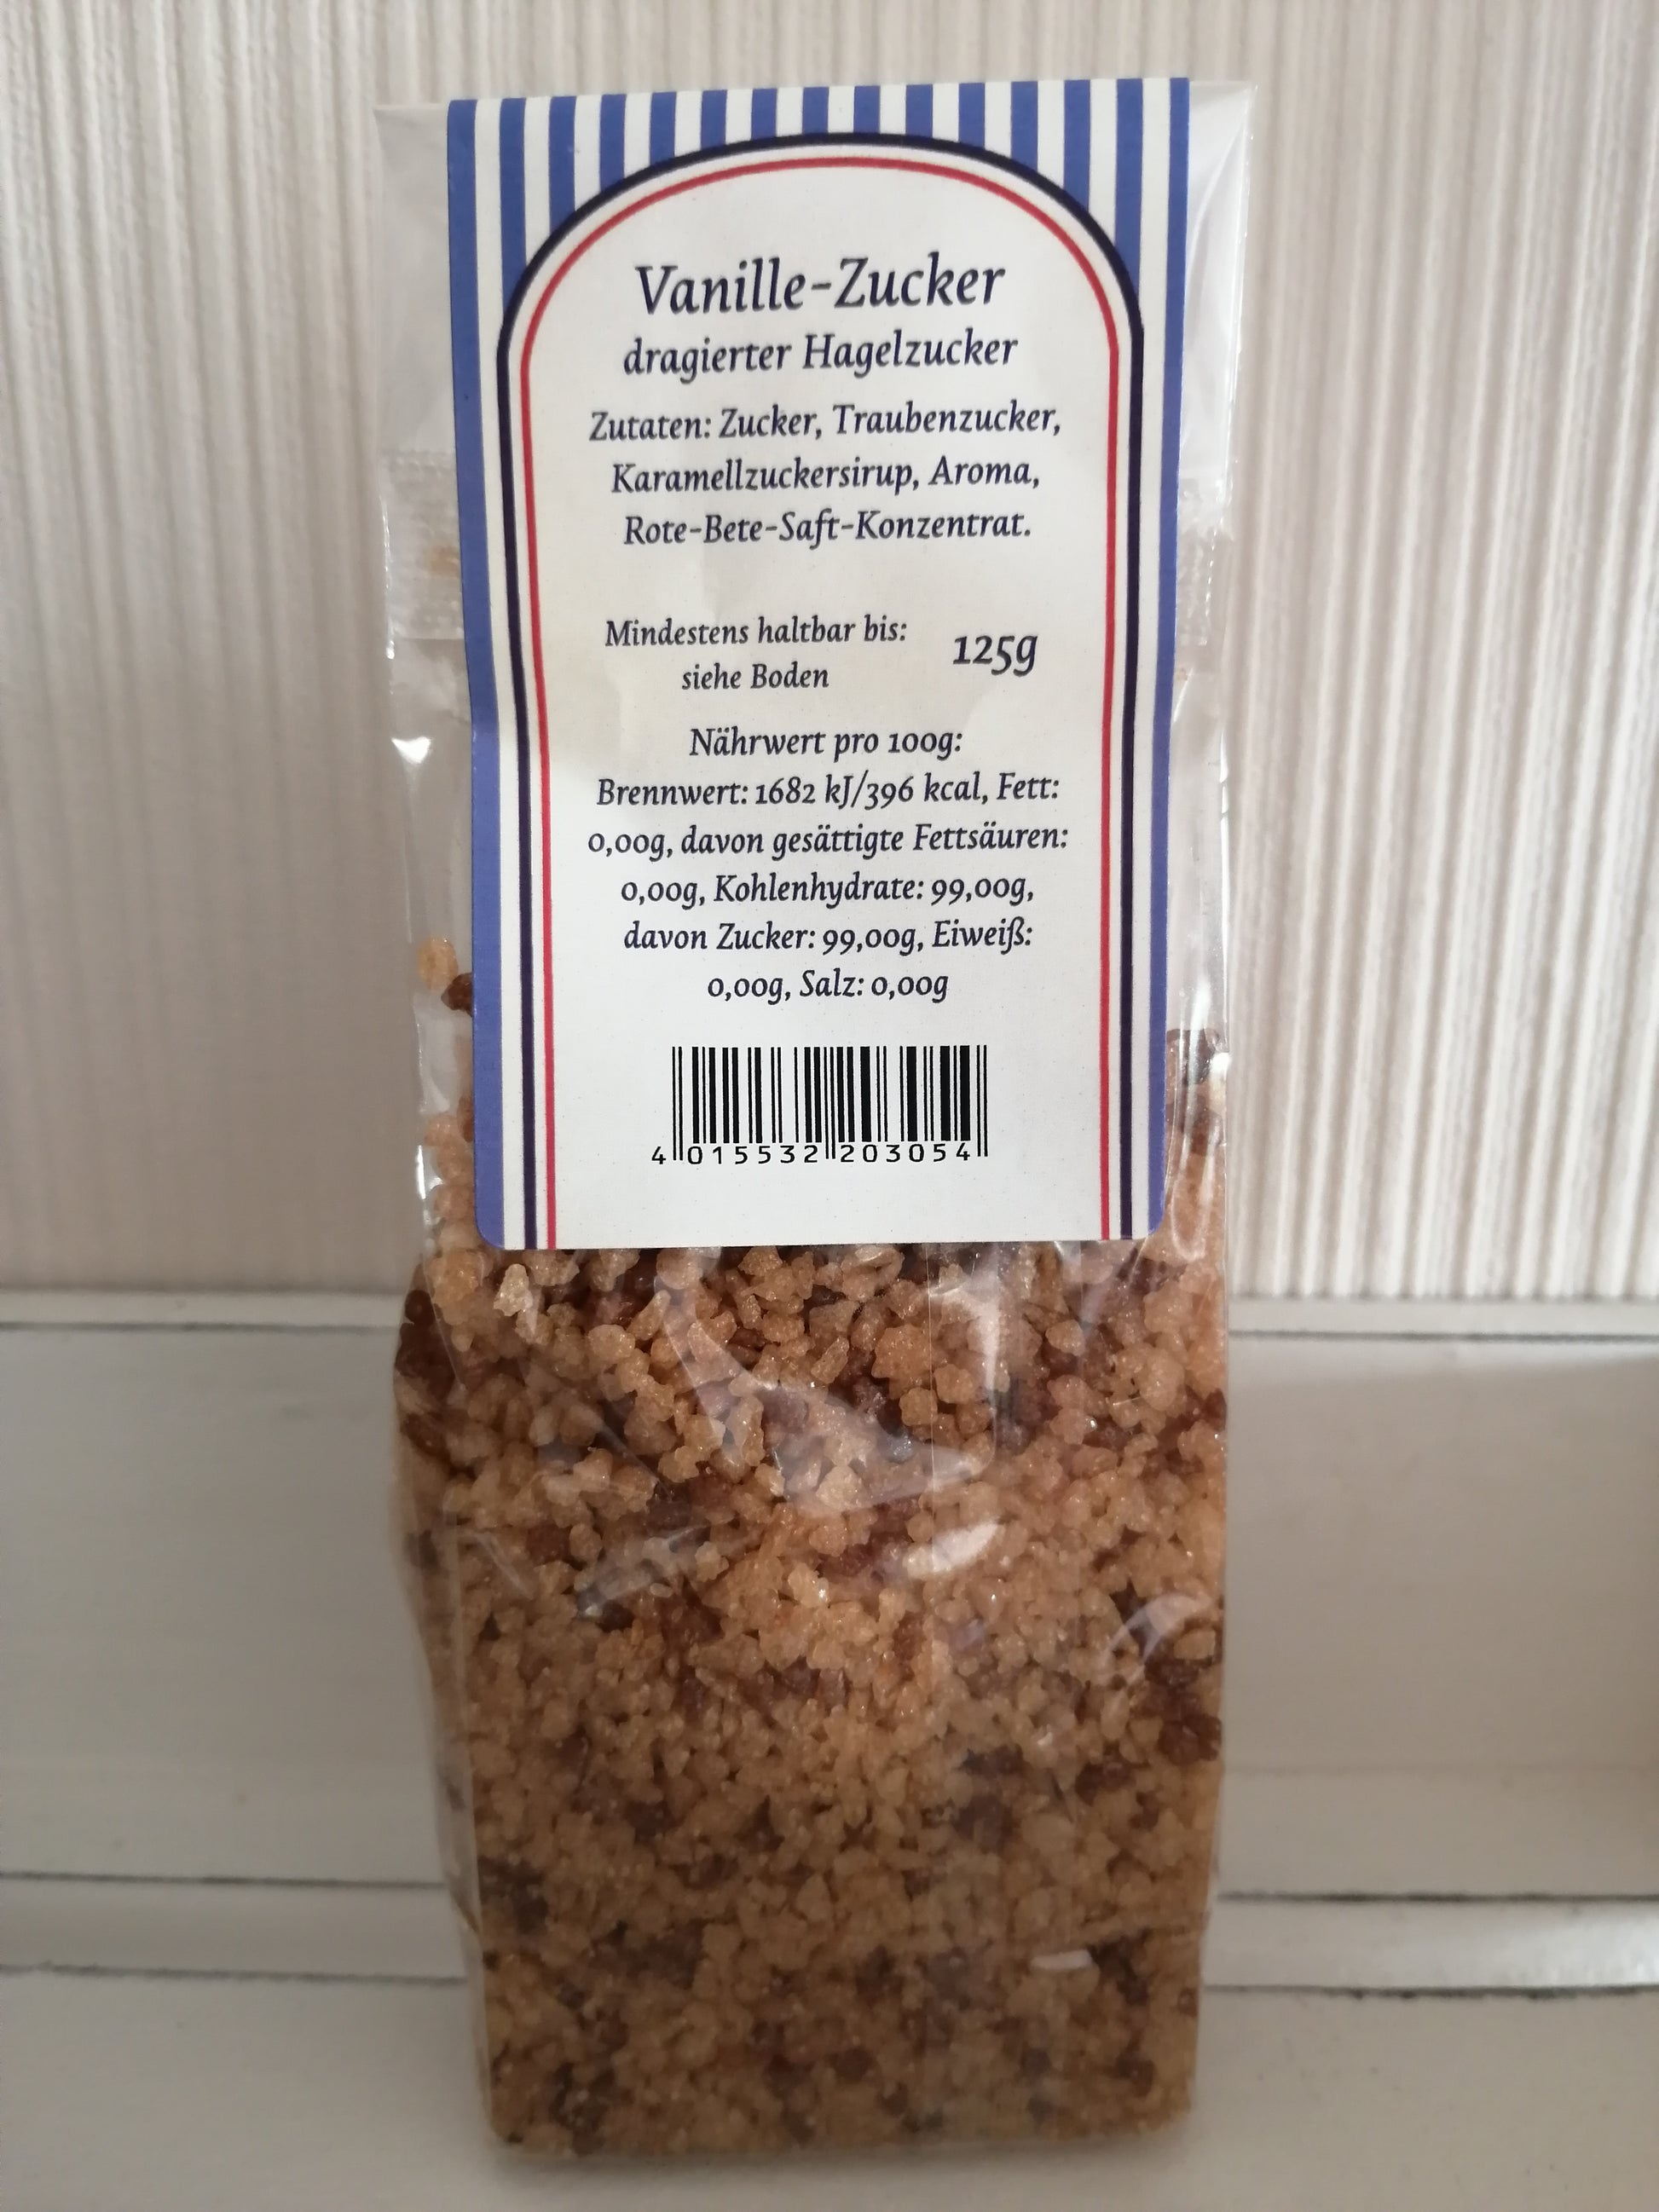 Vanille-Zucker
dragierter Hagelzucker
Zutaten: Zucker, Traubenzucker,
Karamellzuckersirup, Aroma,
Rote-Bete-Saft-Konzentrat.
Mindestens haltbar bis:
siehe Boden
125g
Nährwert pro 100g:
Brennwert: 1682 kJ/396 kcal, Fett:
0,00g, davon gesättigte Fettsäuren:
0,00g, Kohlenhydrate: 99,00g,
davon Zucker: 99,00g, Eiweiß:
0,00g, Salz: 0,00g
4 015532 203054